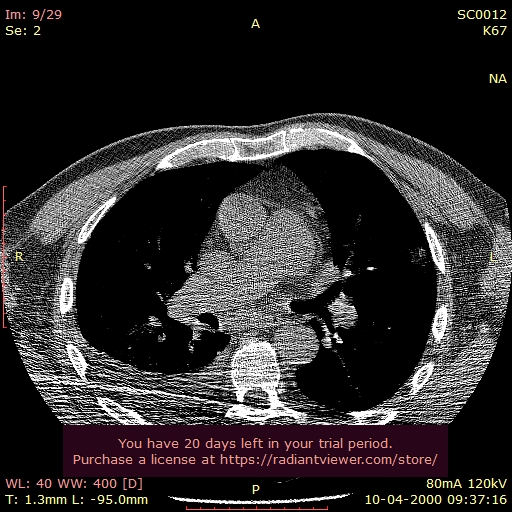 Im: 9/29
Se: 2
A
SC0012
K67
NA
R
L
You have 20 days left in your trial period.
Purchase a license at https://radiantviewer.com/store/
WL: 40 WW: 400 [D]
T: 1.3mm L: -95.0mm
P
80mA 120kV
10-04-2000 09:37:16